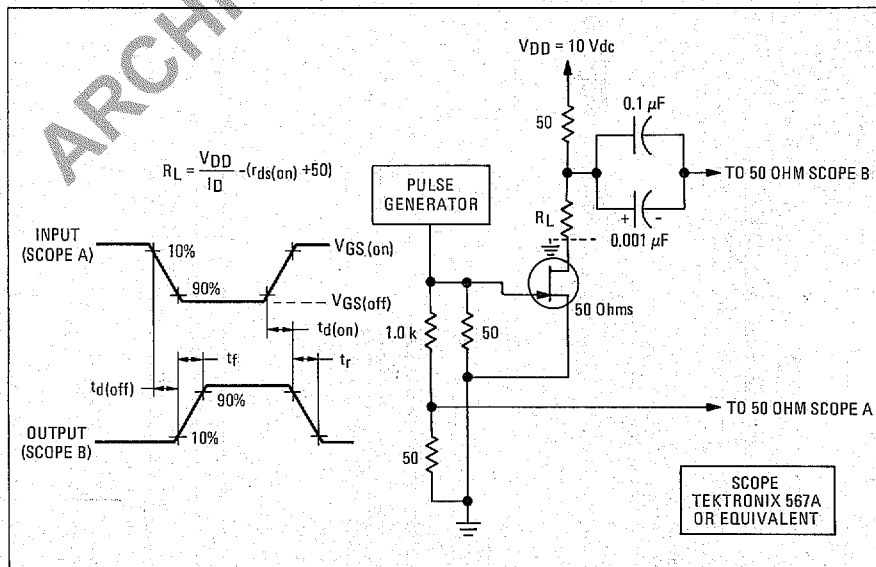 ARCHI
V_DD = 10 Vdc
50
0.1 µF
TO 50 OHM SCOPE B
R_L = V_DD / I_D -(r_ds(on) +50)
PULSE
GENERATOR
R_L
+ -
0.001 µF
INPUT
(SCOPE A)
10%
90%
V_GS(on)
V_GS(off)
t_d(on)
50 Ohms
1.0 k
50
t_f
t_r
t_d(off)
90%
10%
OUTPUT
(SCOPE B)
TO 50 OHM SCOPE A
50
SCOPE
TEKTRONIX 567A
OR EQUIVALENT